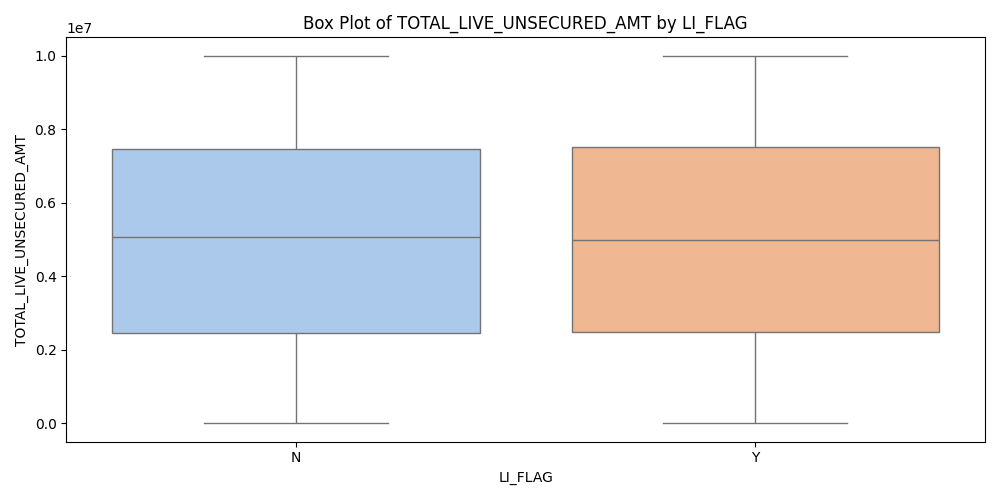 Box Plot of TOTAL_LIVE_UNSECURED_AMT by LI_FLAG
1e7
1.0
0.8
0.6
0.4
0.2
0.0
TOTAL_LIVE_UNSECURED_AMT
N
Y
LI_FLAG